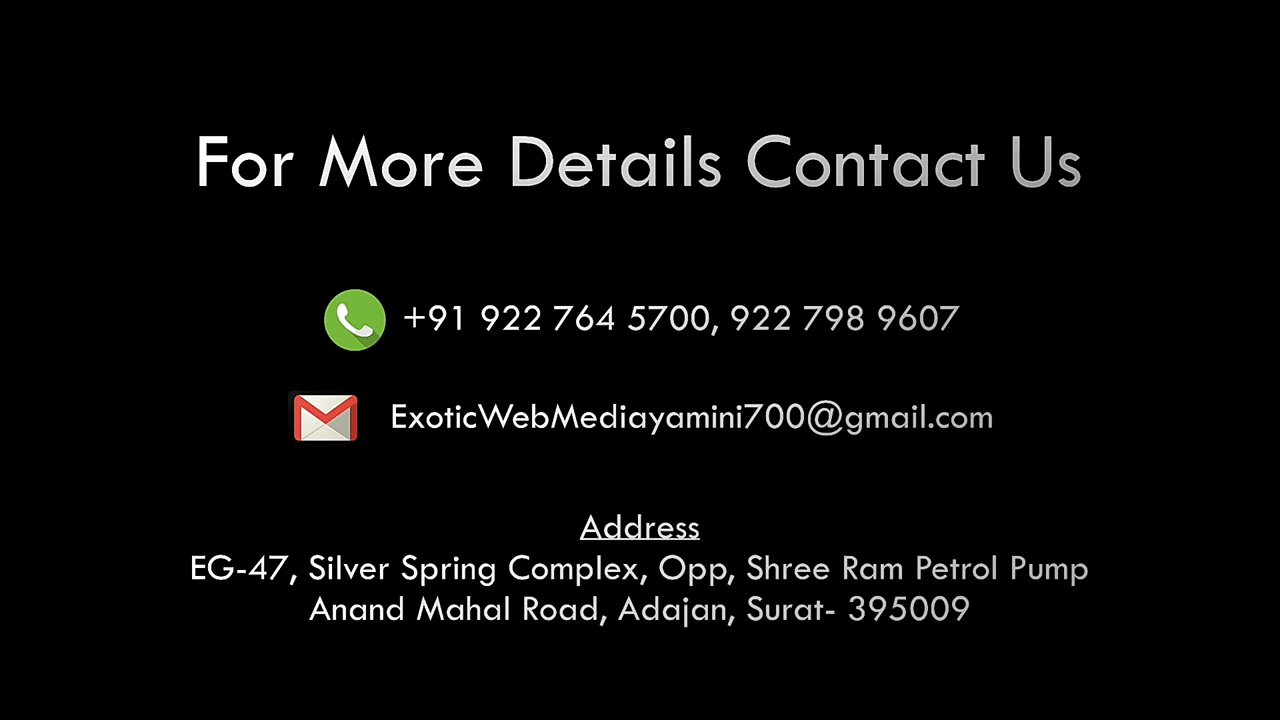 For More Details Contact Us
+91 922 764 5700, 922 798 9607
ExoticWebMediayamini700@gmail.com
Address
EG-47, Silver Spring Complex, Opp, Shree Ram Petrol Pump
Anand Mahal Road, Adajan, Surat- 395009